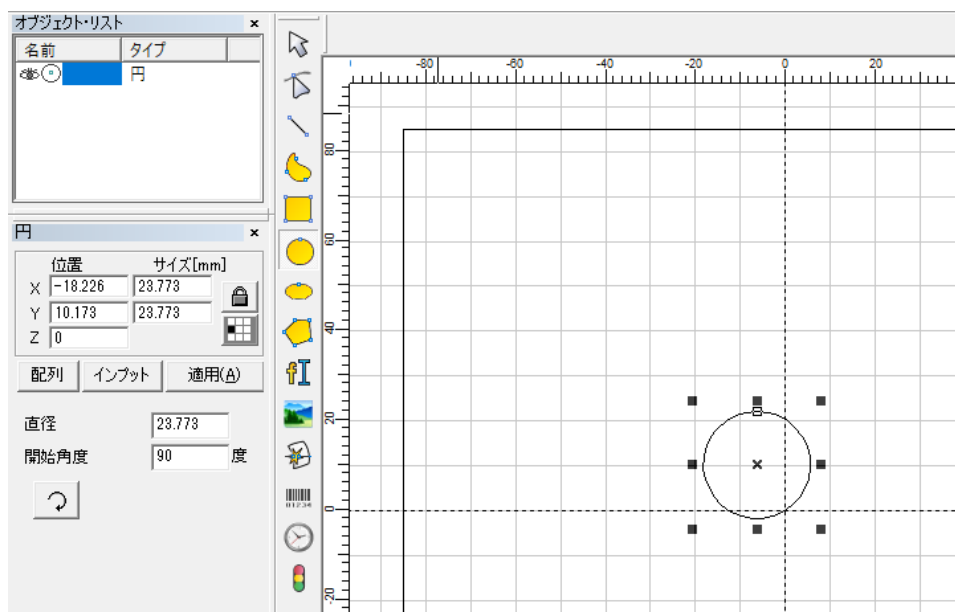 オブジェクト・リスト ×
名前 タイプ
円
円 ×
位置 サイズ[mm]
X -18.226 23.773
Y 10.173 23.773
Z 0
配列 インプット 適用(A)
直径 23.773
開始角度 90 度
01234
-80 -60 -40 -20 0 20
80
60
40
20
0
-20